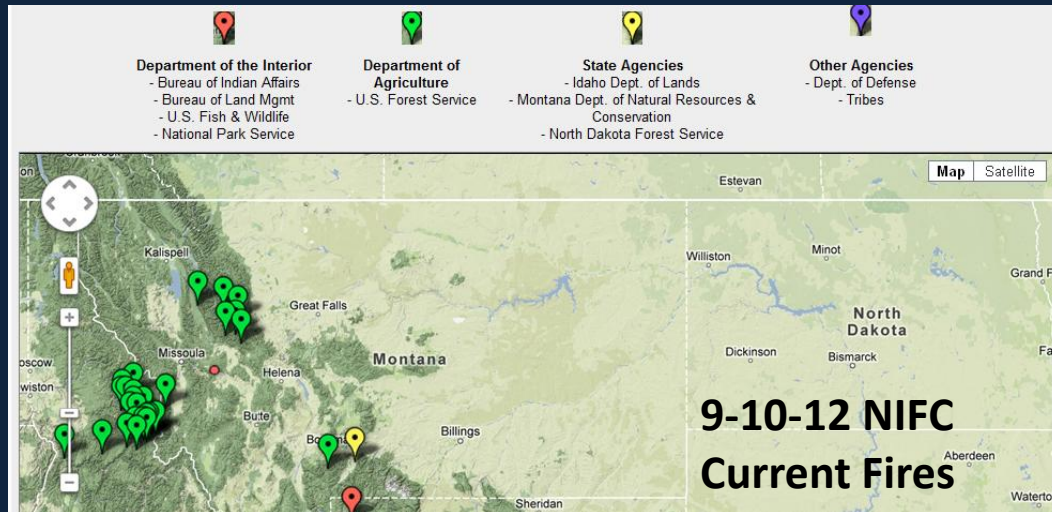 Department of the Interior
- Bureau of Indian Affairs
- Bureau of Land Mgmt
- U.S. Fish & Wildlife
- National Park Service
Department of
Agriculture
- U.S. Forest Service
State Agencies
- Idaho Dept. of Lands
- Montana Dept. of Natural Resources &
Conservation
- North Dakota Forest Service
Other Agencies
- Dept. of Defense
- Tribes
Map
Satellite
Estevan
Kalispell
Williston
Minot
Grand F
Great Falls
North
Dakota
Missoula
Montana
Dickinson
Bismarck
Fa
oscow
Helena
wiston
Butte
Billings
9-10-12 NIFC
Current Fires
Aberdeen
Sheridan
Waterto